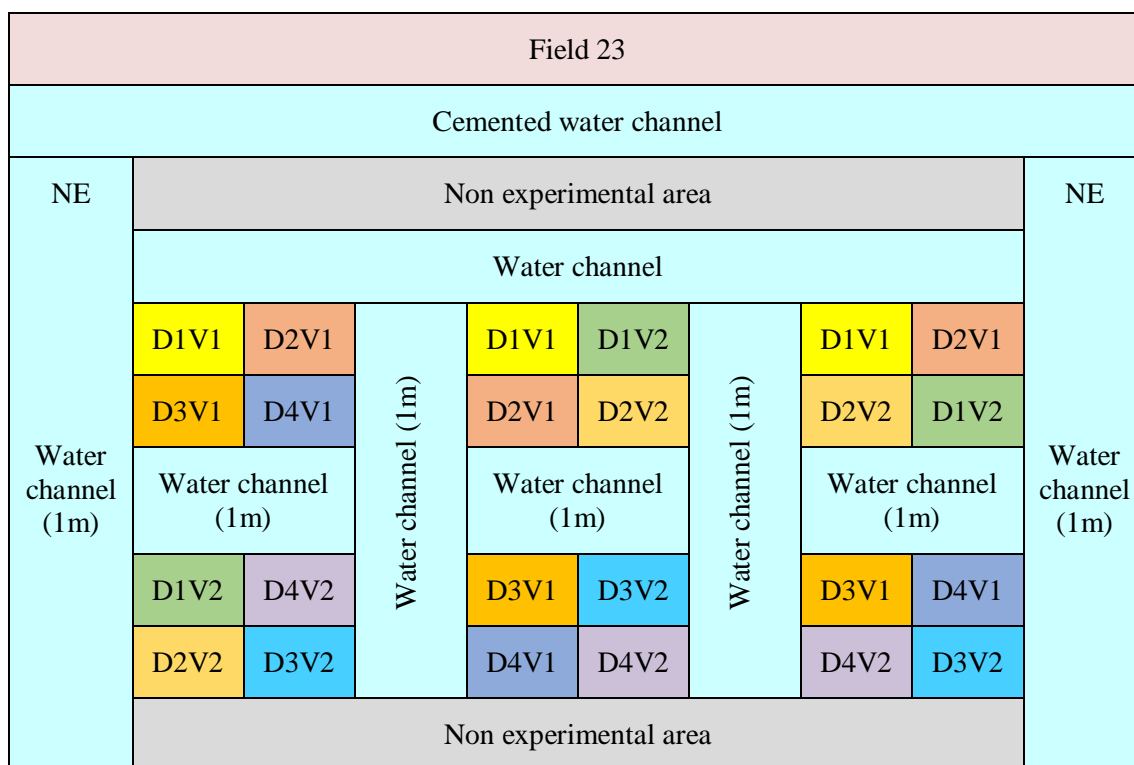 Field 23
Cemented water channel
NE
Non experimental area
NE
Water channel
D1V1 D2V1
D3V1 D4V1
Water channel
(1m)
D1V2 D4V2
D2V2 D3V2
Water channel (1m)
D1V1 D1V2
D2V1 D2V2
Water channel
(1m)
D3V1 D3V2
D4V1 D4V2
Water channel (1m)
D1V1 D2V1
D2V2 D1V2
Water channel
(1m)
D3V1 D4V1
D4V2 D3V2
Water
channel
(1m)
Water
channel
(1m)
Non experimental area